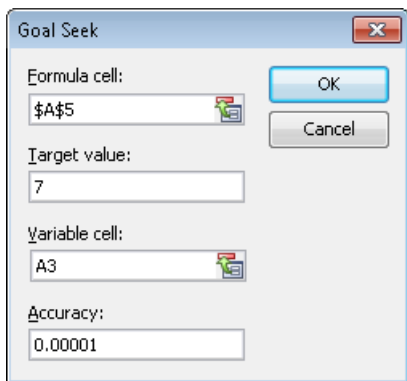 Goal Seek
Formula cell:
$A$5
OK
Cancel
Target value:
7
Variable cell:
A3
Accuracy:
0.00001